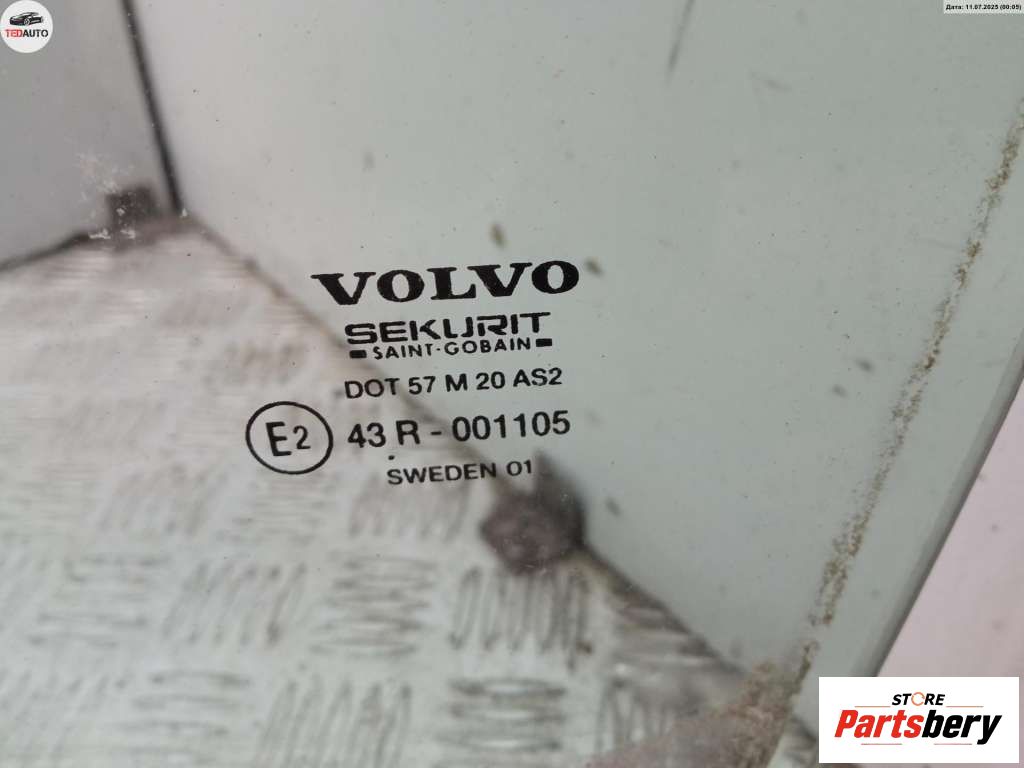 Дата: 11.07.2025 (00:05)
TEDAUTO
VOLVO
SEKURIT
SAINT-GOBAIN
DOT 57 M 20 AS2
E2 43 R - 001105
SWEDEN 01
STORE
Partsbery